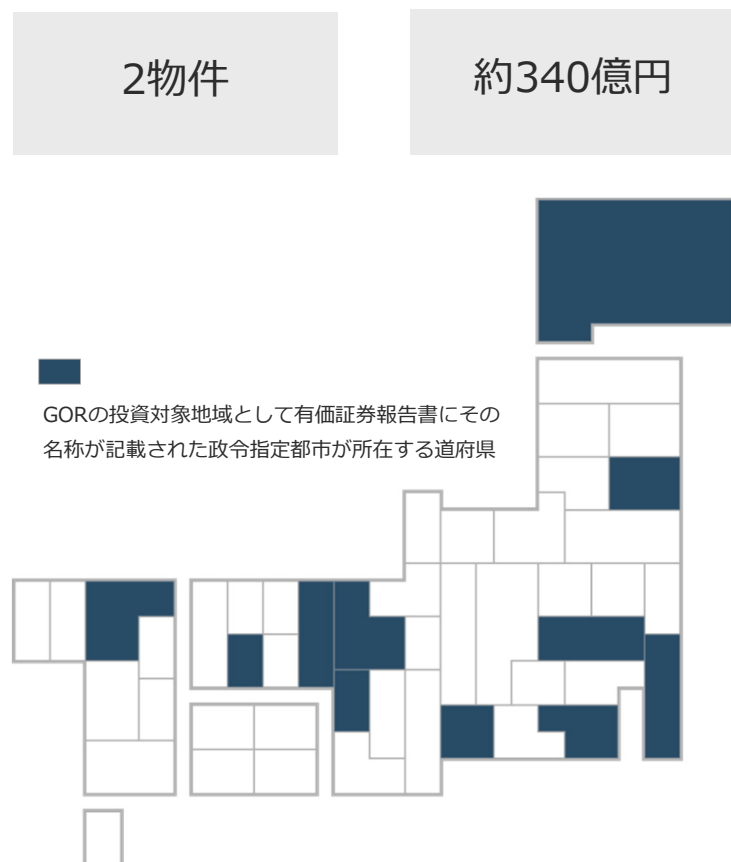 2物件
約340億円
GORの投資対象地域として有価証券報告書にその
名称が記載された政令指定都市が所在する道府県